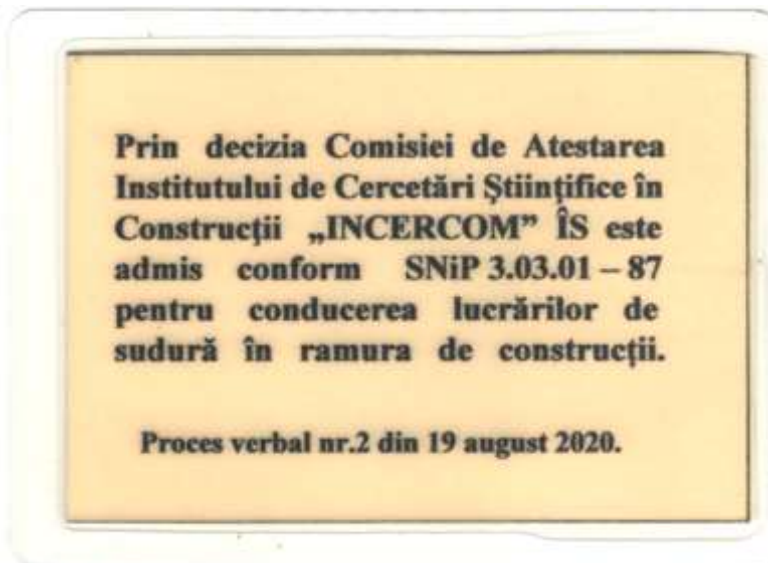 Prin decizia Comisiei de Atestarea
Institutului de Cercetări Ştiinţifice în
Construcţii „INCERCOM” ÎS este
admis conform SNiP 3.03.01 – 87
pentru conducerea lucrărilor de
sudură în ramura de construcţii.
Proces verbal nr.2 din 19 august 2020.